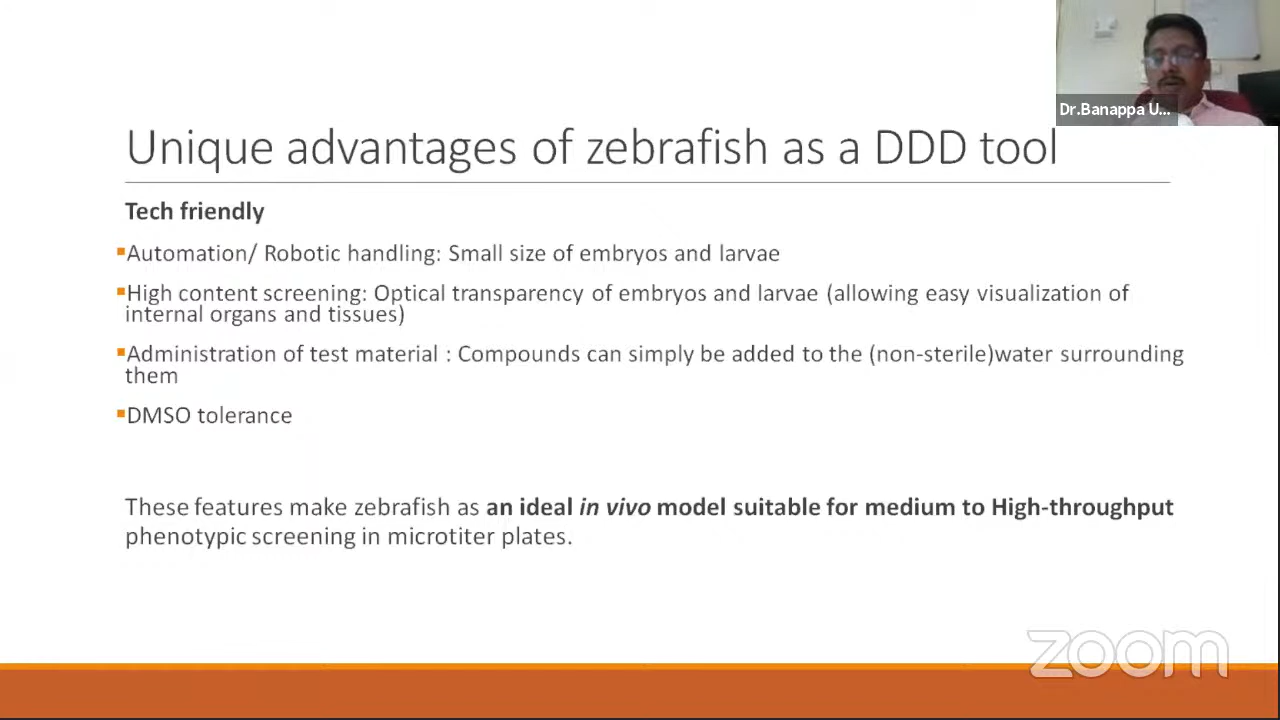 Dr.Banappa U...
Unique advantages of zebrafish as a DDD tool
Tech friendly
▪Automation/ Robotic handling: Small size of embryos and larvae
▪High content screening: Optical transparency of embryos and larvae (allowing easy visualization of
internal organs and tissues)
▪Administration of test material : Compounds can simply be added to the (non-sterile)water surrounding
them
▪DMSO tolerance
These features make zebrafish as an ideal in vivo model suitable for medium to High-throughput
phenotypic screening in microtiter plates.
zoom